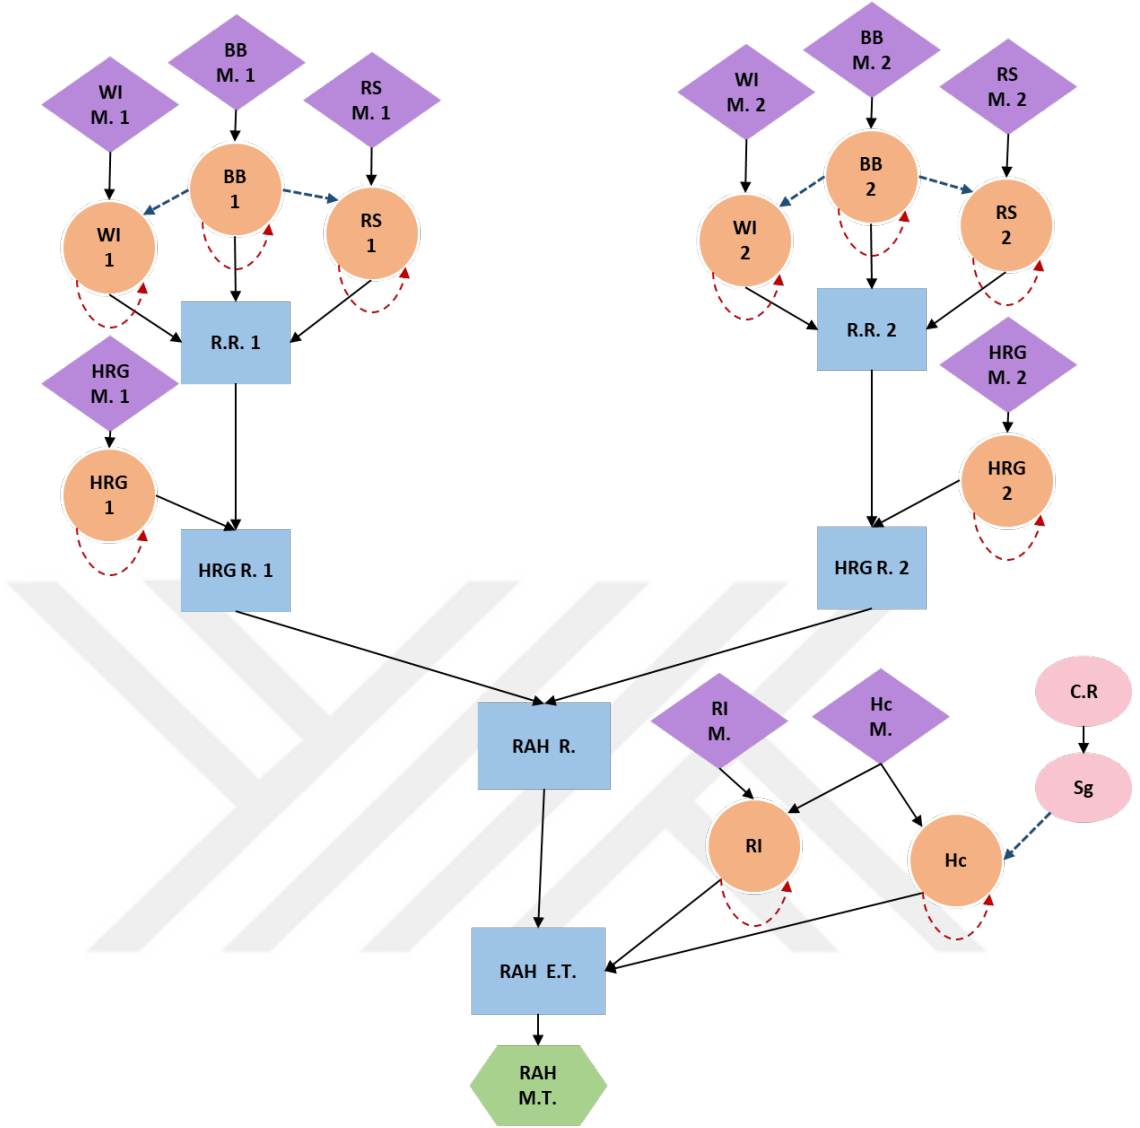 BB
M. 1
WI
M. 1
RS
M. 1
BB
1
WI
1
RS
1
R.R. 1
HRG
M. 1
HRG
1
HRG R. 1
BB
M. 2
WI
M. 2
RS
M. 2
BB
2
WI
2
RS
2
R.R. 2
HRG
M. 2
HRG
2
HRG R. 2
RAH R.
RI
M.
Hc
M.
C.R
Sg
RI
Hc
RAH E.T.
RAH
M.T.